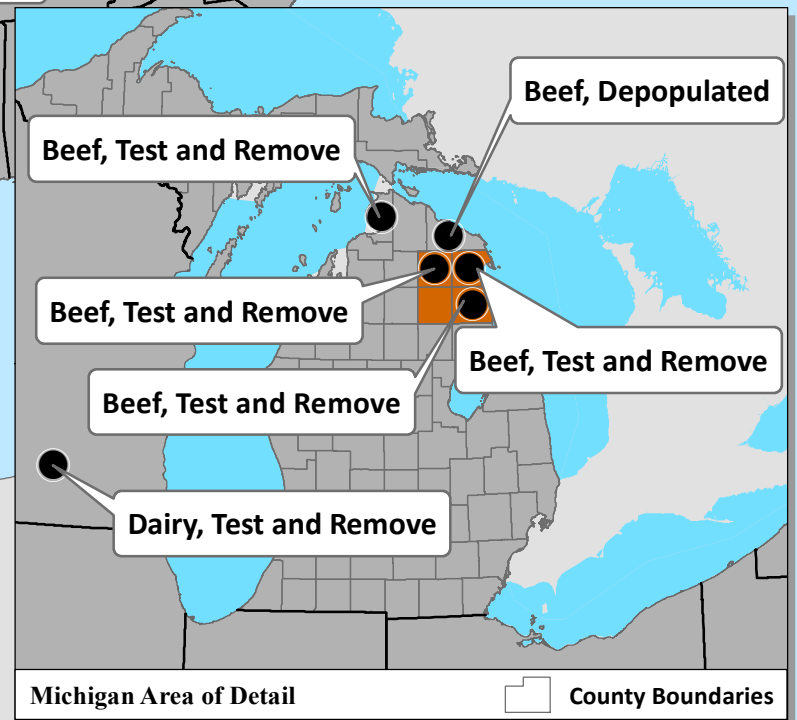 Beef, Depopulated
Beef, Test and Remove
Beef, Test and Remove
Beef, Test and Remove
Beef, Test and Remove
Dairy, Test and Remove
Michigan Area of Detail
County Boundaries